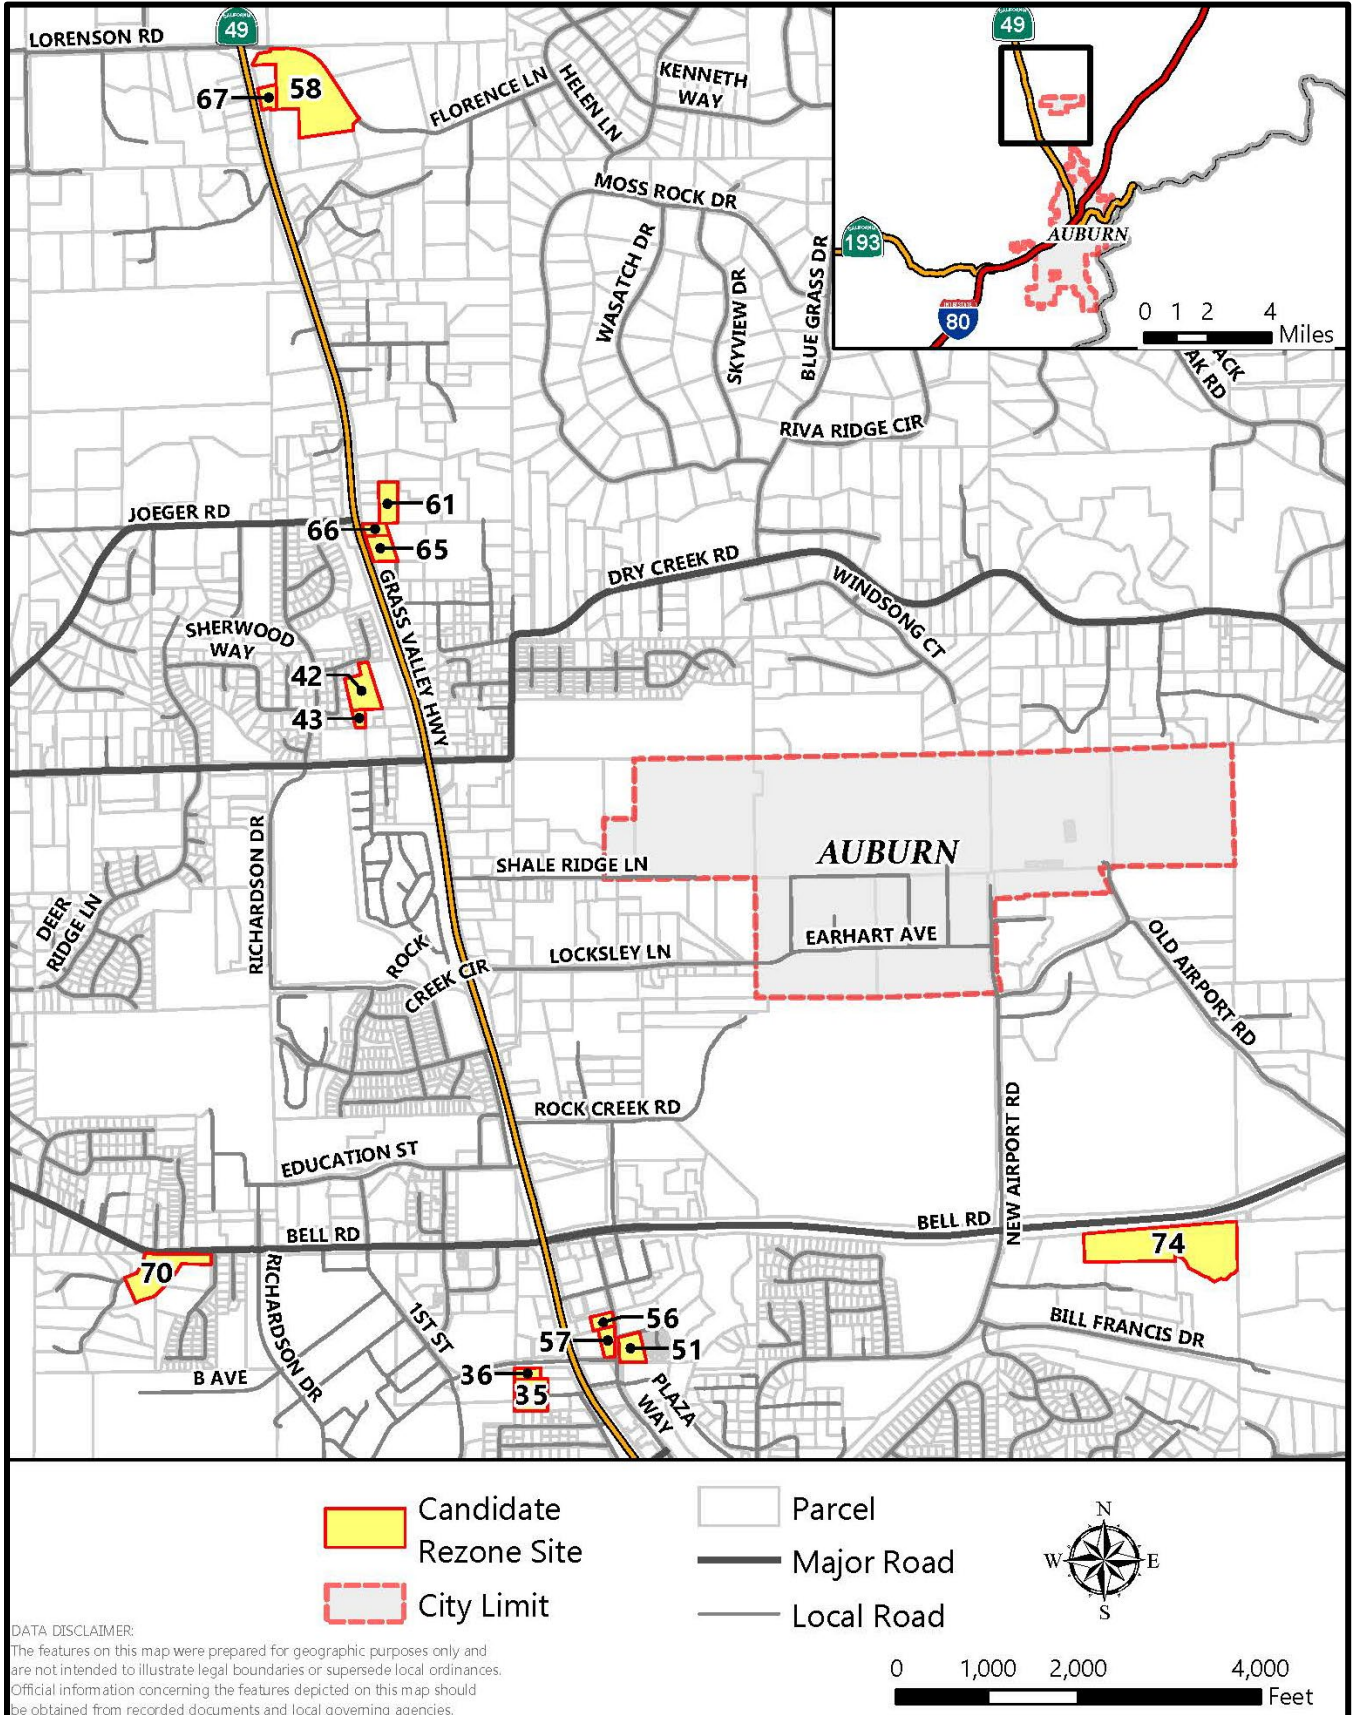 LORENSON RD
CALIFORNIA
49
67
58
FLORENCE LN
HELEN LN
KENNETH
WAY
CALIFORNIA
49
CALIFORNIA
193
AUBURN
INTERSTATE
80
0 1 2 4
Miles
MOSS ROCK DR
WASATCH DR
SKYVIEW DR
BLUE GRASS DR
RIVA RIDGE CIR
ACK
AK RD
JOEGER RD
61
66
65
GRASS VALLEY HWY
DRY CREEK RD
WINDSONG CT
SHERWOOD
WAY
42
43
RICHARDSON DR
SHALE RIDGE LN
AUBURN
DEER
RIDGE LN
ROCK
CREEK CIR
LOCKSLEY LN
EARHART AVE
OLD AIRPORT RD
ROCK CREEK RD
NEW AIRPORT RD
EDUCATION ST
BELL RD
BELL RD
74
70
RICHARDSON DR
1ST ST
56
57
51
BILL FRANCIS DR
B AVE
36
35
PLAZA
WAY
Candidate
Rezone Site
City Limit
Parcel
Major Road
Local Road
N
W E
S
DATA DISCLAIMER:
The features on this map were prepared for geographic purposes only and
are not intended to illustrate legal boundaries or supersede local ordinances.
Official information concerning the features depicted on this map should
be obtained from recorded documents and local governing agencies.
0 1,000 2,000 4,000
Feet